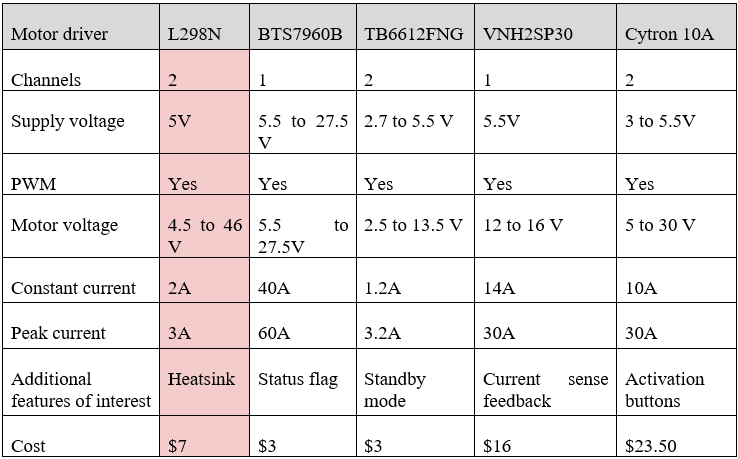 Motor driver L298N BTS7960B TB6612FNG VNH2SP30 Cytron 10A
Channels 2 1 2 1 2
Supply voltage 5V 5.5 to 27.5 2.7 to 5.5 V 5.5V 3 to 5.5V
V
PWM Yes Yes Yes Yes Yes
Motor voltage 4.5 to 46 5.5 to 2.5 to 13.5 V 12 to 16 V 5 to 30 V
V 27.5V
Constant current 2A 40A 1.2A 14A 10A
Peak current 3A 60A 3.2A 30A 30A
Additional Heatsink Status flag Standby Current sense Activation
features of interest mode feedback buttons
Cost $7 $3 $3 $16 $23.50